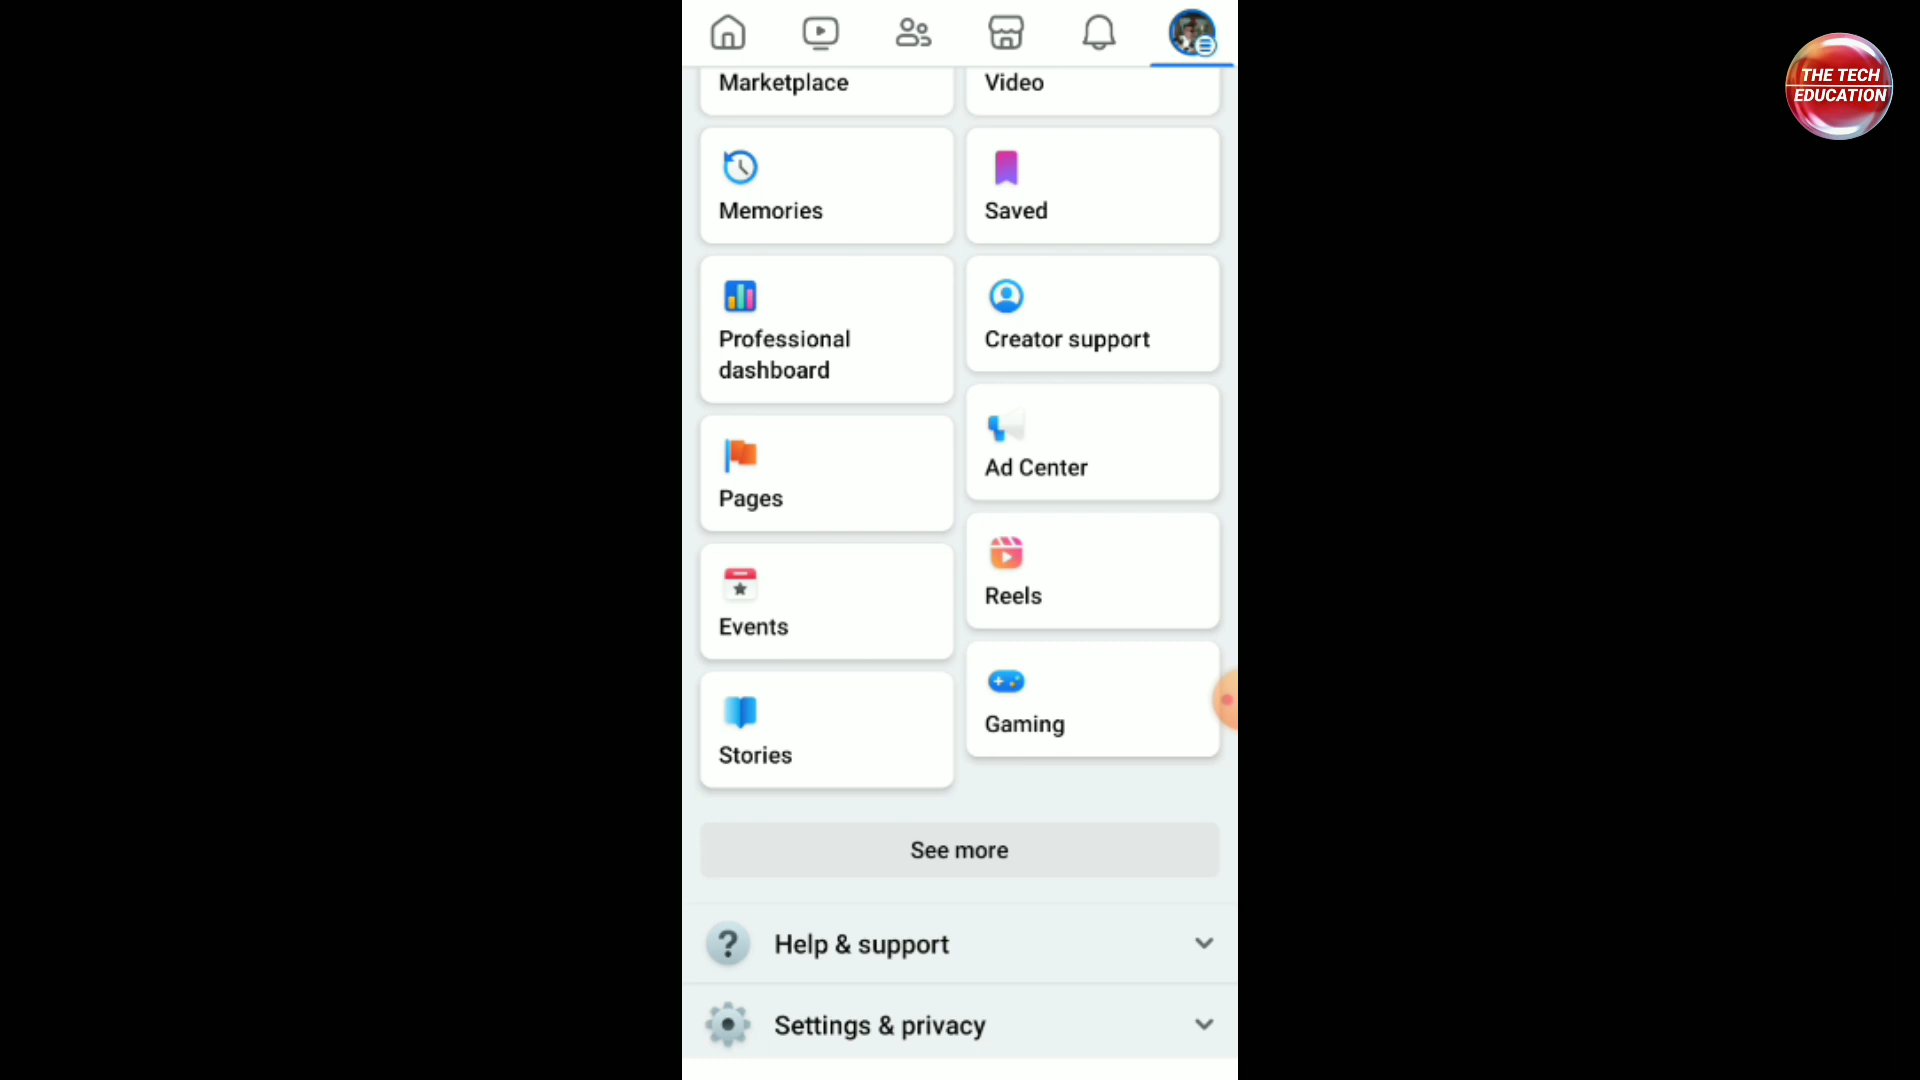 Marketplace
Video
Memories
Saved
Professional
dashboard
Creator support
Pages
Ad Center
Events
Reels
Stories
Gaming
See more
? Help & support
Settings & privacy
THE TECH
EDUCATION